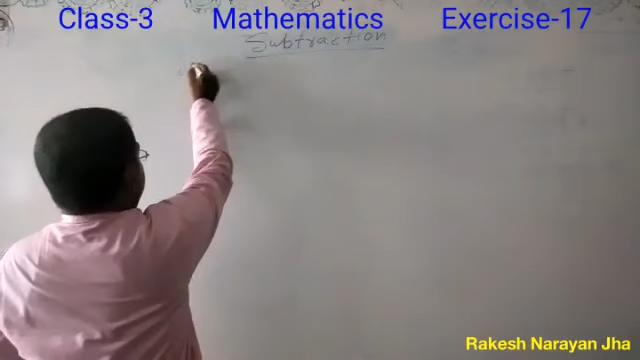 Class-3 Mathematics Exercise-17
Subtraction
Rakesh Narayan Jha